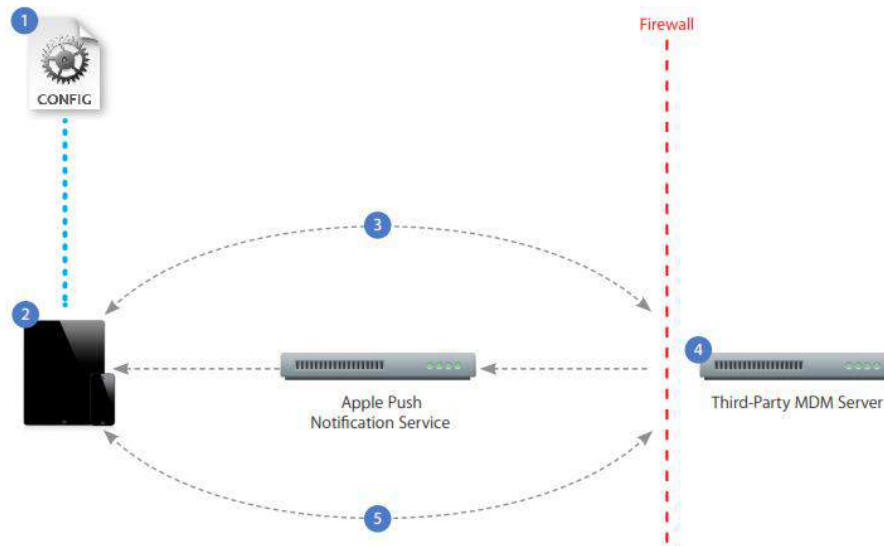 1
Firewall
CONFIG
3
2
4
Apple Push
Notification Service
Third-Party MDM Server
5